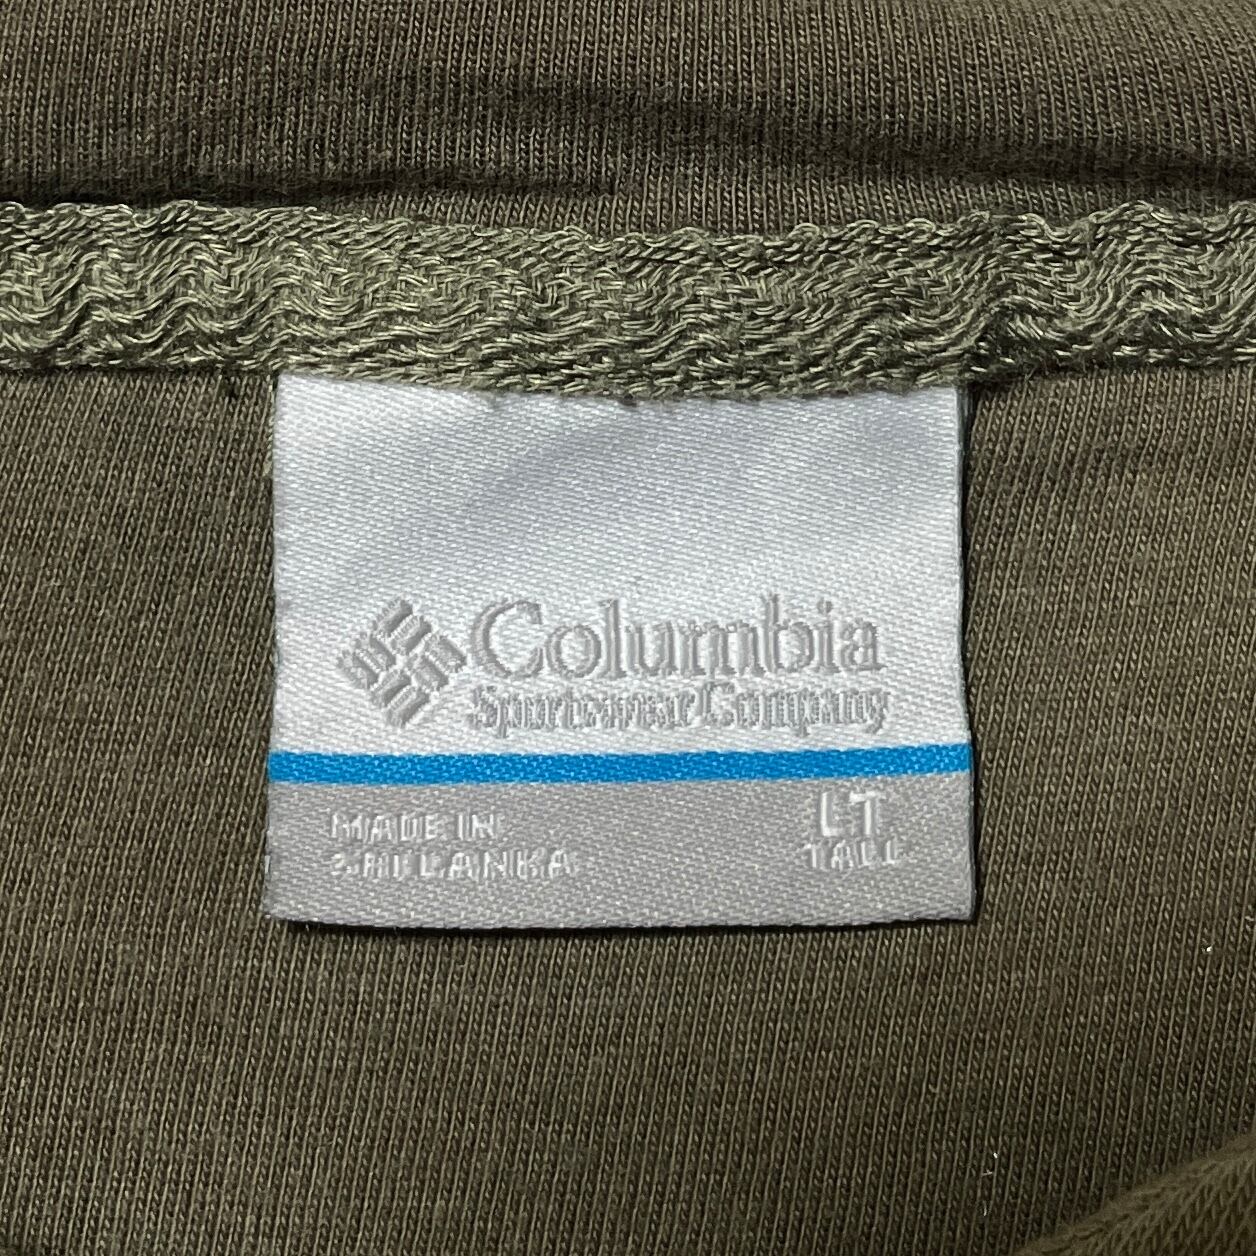 Columbia
Sportswear Company
MADE IN
SRI LANKA
LT
TALL